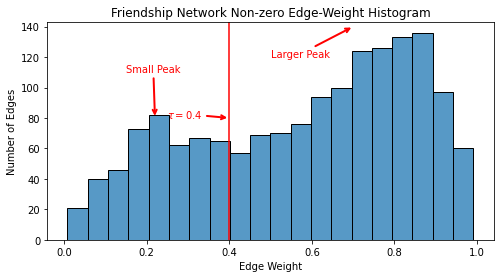 Friendship Network Non-zero Edge-Weight Histogram
140
120
100
80
60
40
20
0
Number of Edges
Small Peak
Larger Peak
τ = 0.4
0.0 0.2 0.4 0.6 0.8 1.0
Edge Weight